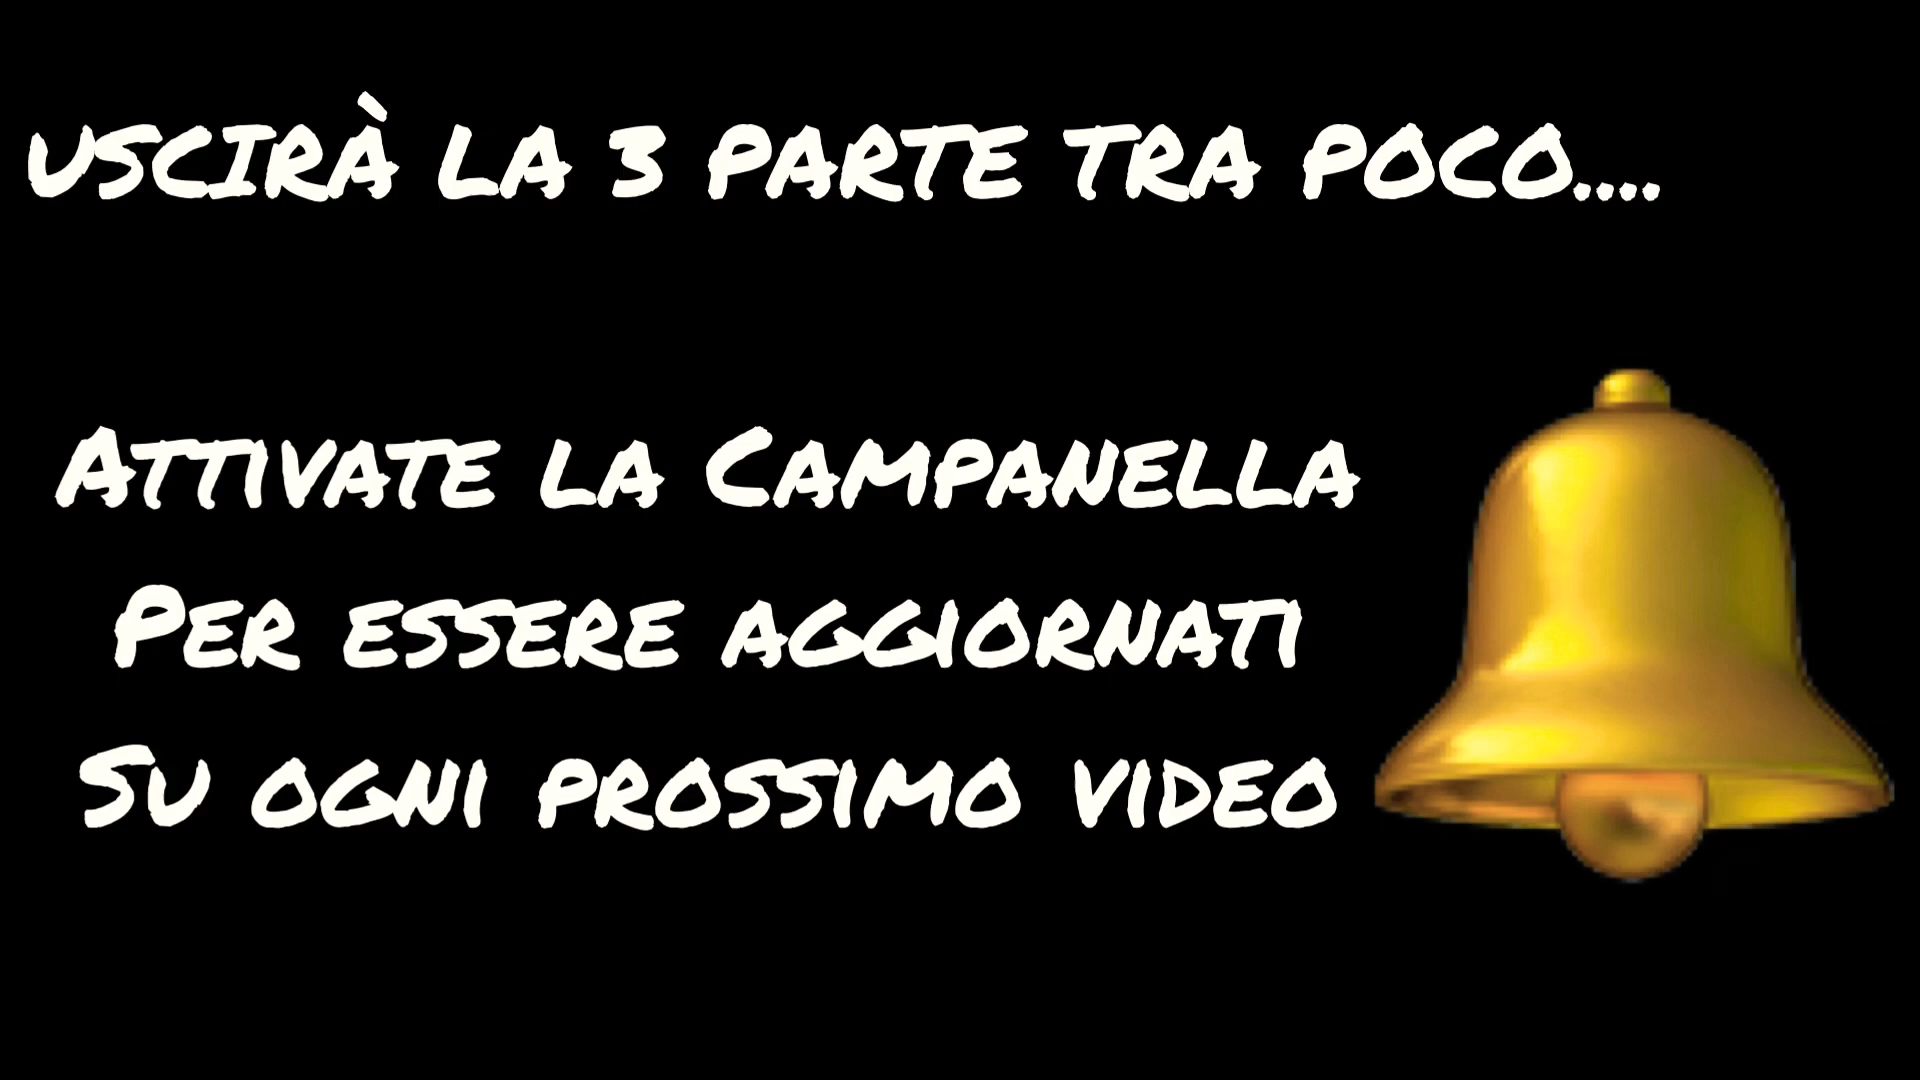 USCIRÀ LA 3 PARTE TRA POCO....
ATTIVATE LA CAMPANELLA
PER ESSERE AGGIORNATI
SU OGNI PROSSIMO VIDEO